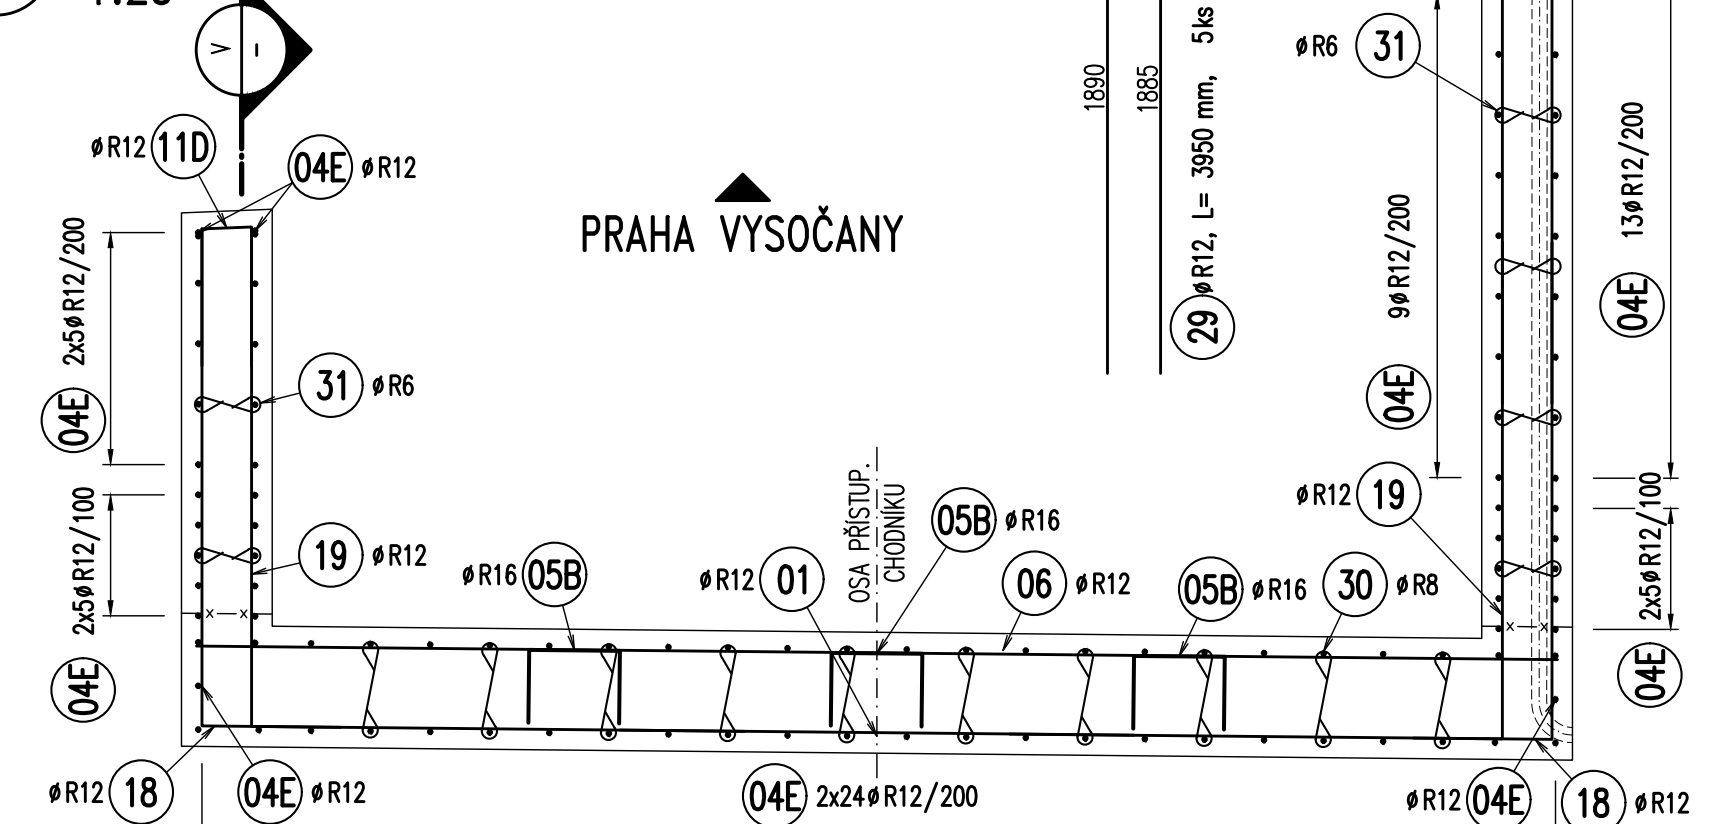 V
–
øR12 11D
04E øR12
PRAHA VYSOČANY
1890
1885
29 øR12, L= 3950 mm, 5ks
øR6 31
9øR12/200
04E
13øR12/200
04E
2x5øR12/200
04E
31 øR6
2x5øR12/100
04E
19 øR12
øR16 05B
øR12 01
OSA PŘÍSTUP.
CHODNÍKU
05B øR16
06 øR12
05B øR16
30 øR8
øR12 19
2x5øR12/100
04E
x x
x x
øR12 18
04E øR12
04E 2x24øR12/200
øR12 04E
18 øR12